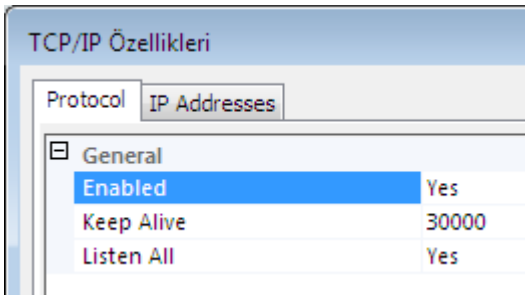 TCP/IP Özellikleri
Protocol IP Addresses
General
Enabled Yes
Keep Alive 30000
Listen All Yes